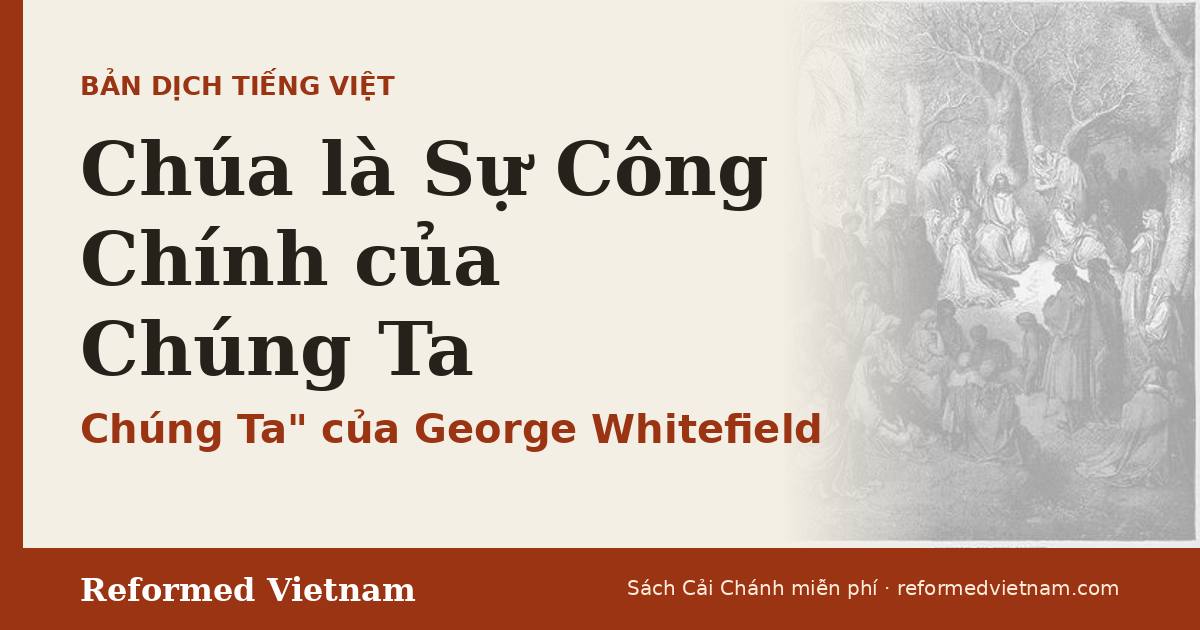 BẢN DỊCH TIẾNG VIỆT
Chúa là Sự Công
Chính của
Chúng Ta
Chúng Ta" của George Whitefield
Reformed Vietnam
Sách Cải Chánh miễn phí · reformedvietnam.com